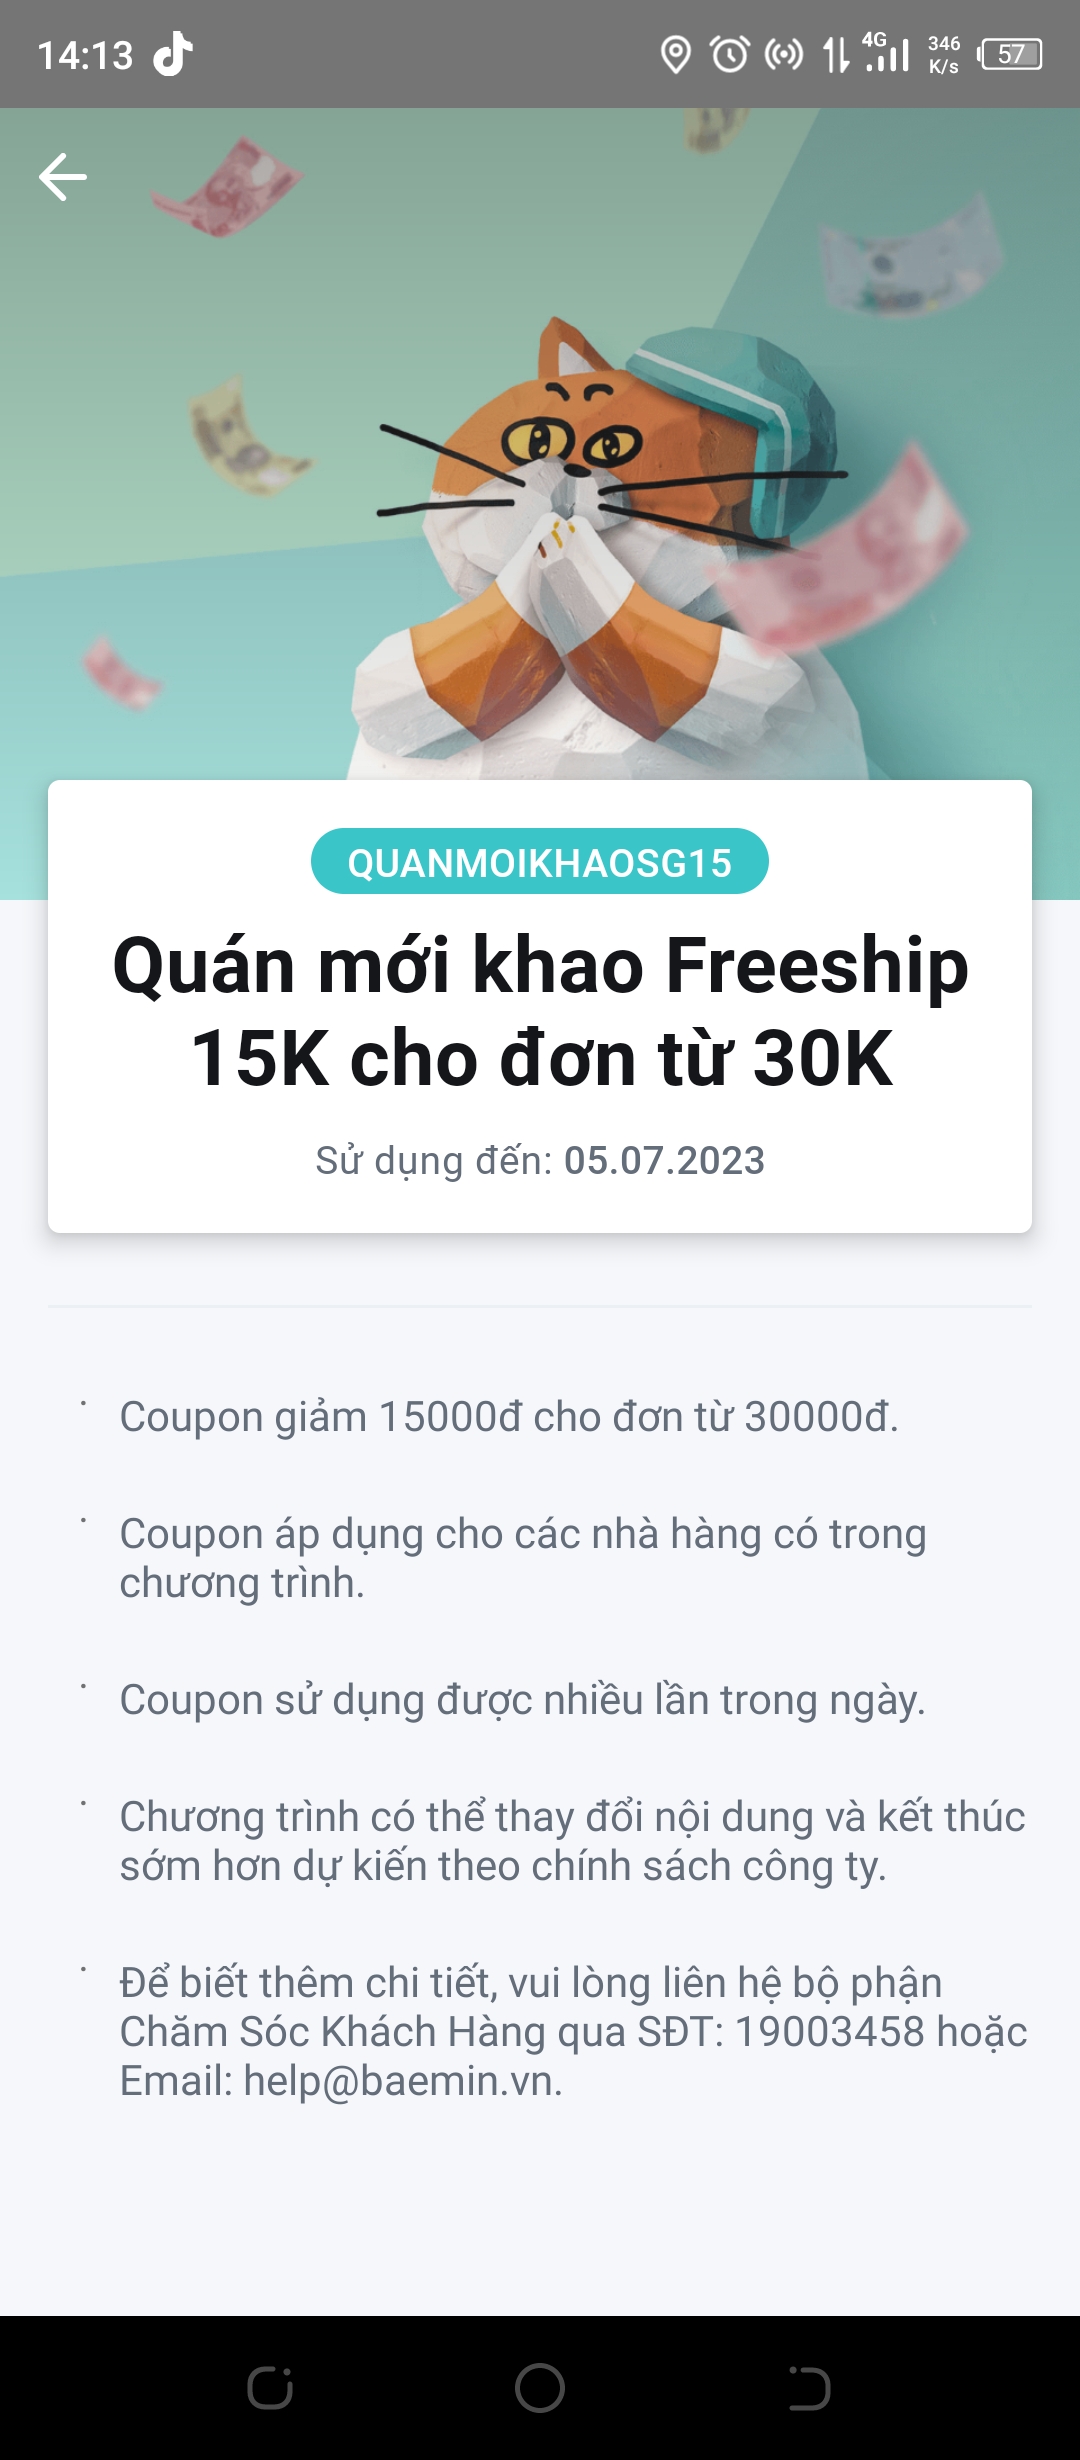 14:13
4G
346
K/s
57
QUANMOIKHAOSG15
Quán mới khao Freeship
15K cho đơn từ 30K
Sử dụng đến: 05.07.2023
Coupon giảm 15000đ cho đơn từ 30000đ.
Coupon áp dụng cho các nhà hàng có trong
chương trình.
Coupon sử dụng được nhiều lần trong ngày.
Chương trình có thể thay đổi nội dung và kết thúc
sớm hơn dự kiến theo chính sách công ty.
Để biết thêm chi tiết, vui lòng liên hệ bộ phận
Chăm Sóc Khách Hàng qua SĐT: 19003458 hoặc
Email: help@baemin.vn.